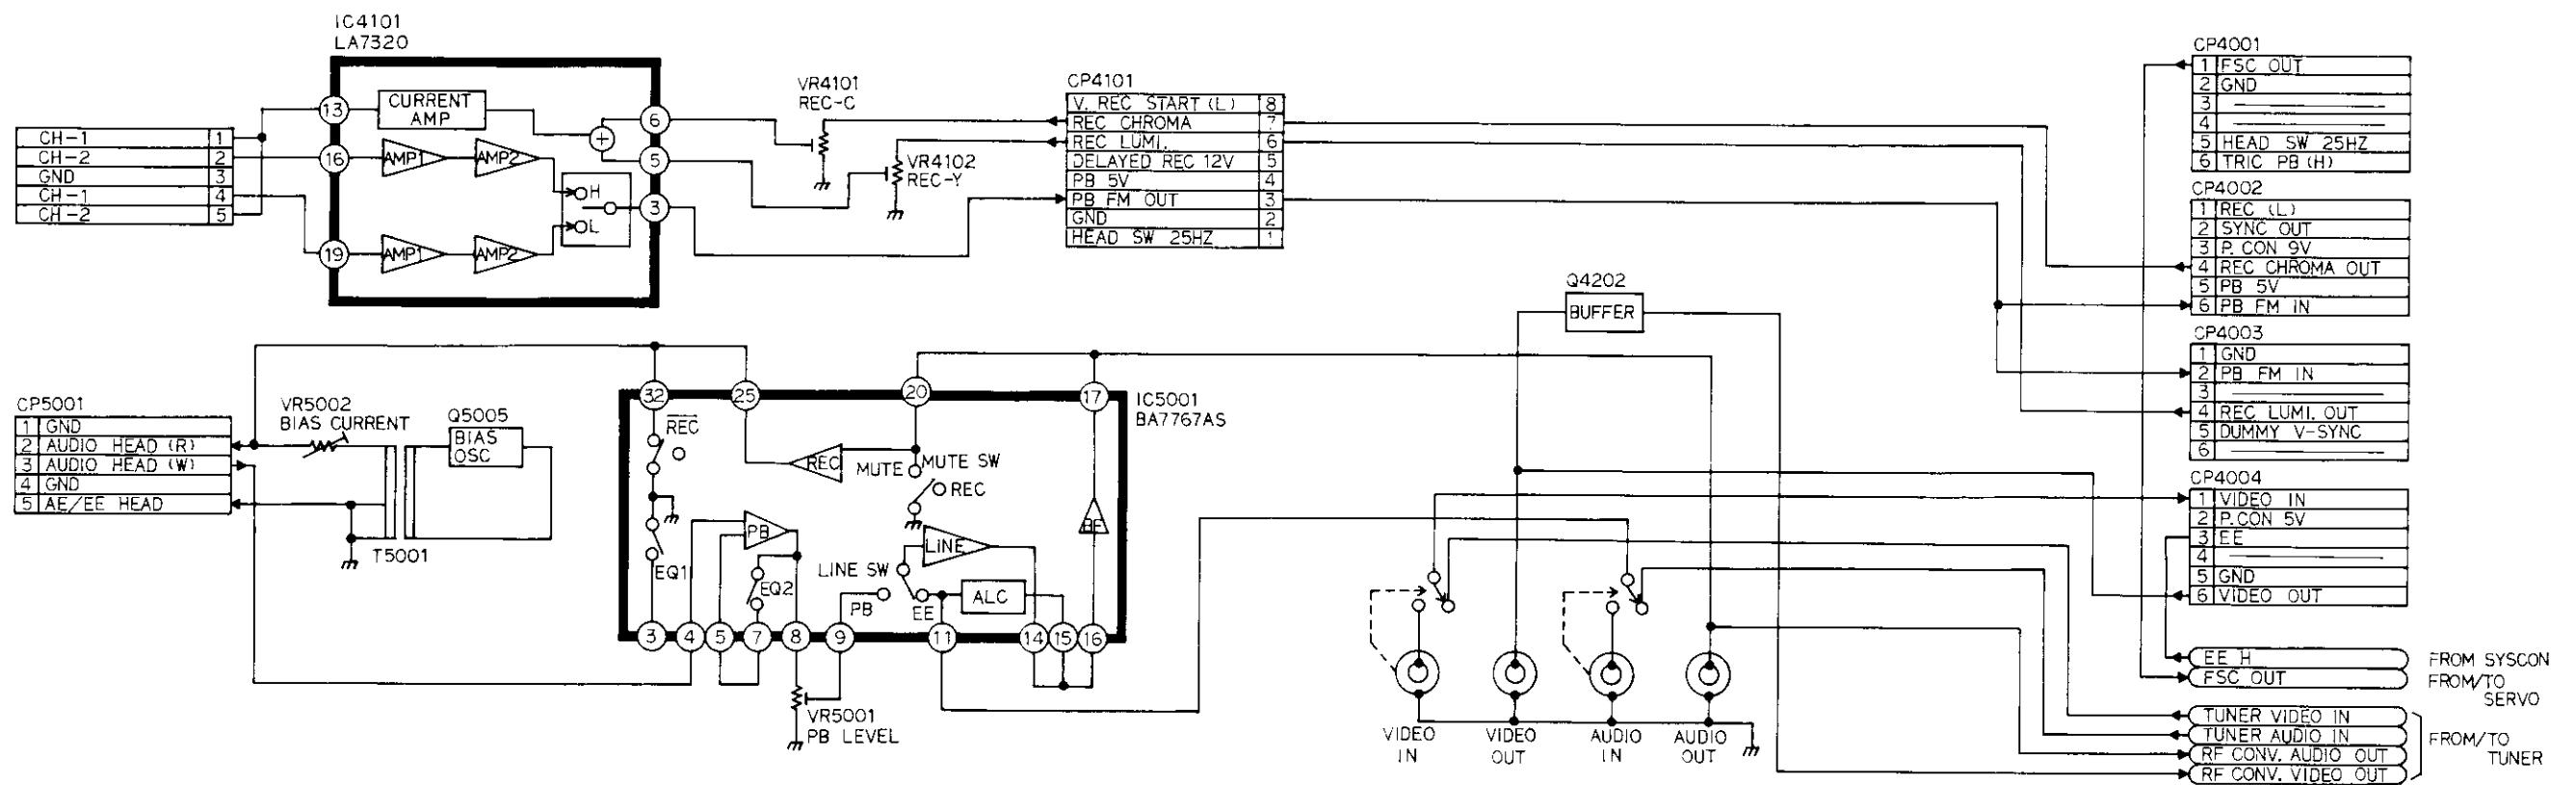 IC4101
LA7320
13
CURRENT
AMP
6
16
AMP1
AMP2
5
H
L
3
19
AMP1
AMP2
CH-1 1
CH-2 2
GND 3
CH-1 4
CH-2 5
VR4101
REC-C
VR4102
REC-Y
CP4101
V. REC START (L) 8
REC CHROMA 7
REC LUMI. 6
DELAYED REC 12V 5
PB 5V 4
PB FM OUT 3
GND 2
HEAD SW 25HZ 1
CP4001
1 FSC OUT
2 GND
3
4
5 HEAD SW 25HZ
6 TRIC PB (H)
CP4002
1 REC (L)
2 SYNC OUT
3 P. CON 9V
4 REC CHROMA OUT
5 PB 5V
6 PB FM IN
CP4003
1 GND
2 PB FM IN
3
4 REC LUMI. OUT
5 DUMMY V-SYNC
6
CP4004
1 VIDEO IN
2 P.CON 5V
3 EE
4
5 GND
6 VIDEO OUT
Q4202
BUFFER
CP5001
1 GND
2 AUDIO HEAD (R)
3 AUDIO HEAD (W)
4 GND
5 AE/EE HEAD
VR5002
BIAS CURRENT
Q5005
BIAS
OSC
T5001
IC5001
BA7767AS
32
25
20
17
REC
REC
MUTE
MUTE SW
REC
PB
EQ1
EQ2
LINE
LINE SW
PB
EE
ALC
BF
3
4
5
7
8
9
11
14
15
16
VR5001
PB LEVEL
VIDEO
IN
VIDEO
OUT
AUDIO
IN
AUDIO
OUT
EE H
FROM SYSCON
FSC OUT
FROM/TO
SERVO
TUNER VIDEO IN
TUNER AUDIO IN
RF CONV. AUDIO OUT
RF CONV. VIDEO OUT
FROM/TO
TUNER